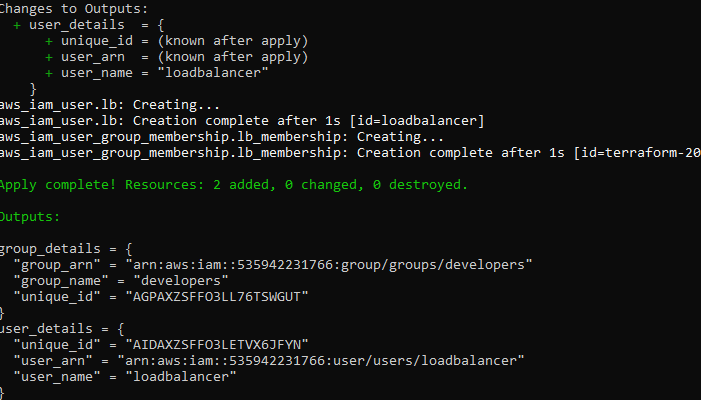 Changes to Outputs:
+ user_details = {
+ unique_id = (known after apply)
+ user_arn = (known after apply)
+ user_name = "loadbalancer"
}
aws_iam_user.lb: Creating...
aws_iam_user.lb: Creation complete after 1s [id=loadbalancer]
aws_iam_user_group_membership.lb_membership: Creating...
aws_iam_user_group_membership.lb_membership: Creation complete after 1s [id=terraform-20
Apply complete! Resources: 2 added, 0 changed, 0 destroyed.
Outputs:
group_details = {
"group_arn" = "arn:aws:iam::535942231766:group/groups/developers"
"group_name" = "developers"
"unique_id" = "AGPAXZSFFO3LL76TSWGUT"
}
user_details = {
"unique_id" = "AIDAXZSFFO3LETVX6JFYN"
"user_arn" = "arn:aws:iam::535942231766:user/users/loadbalancer"
"user_name" = "loadbalancer"
}